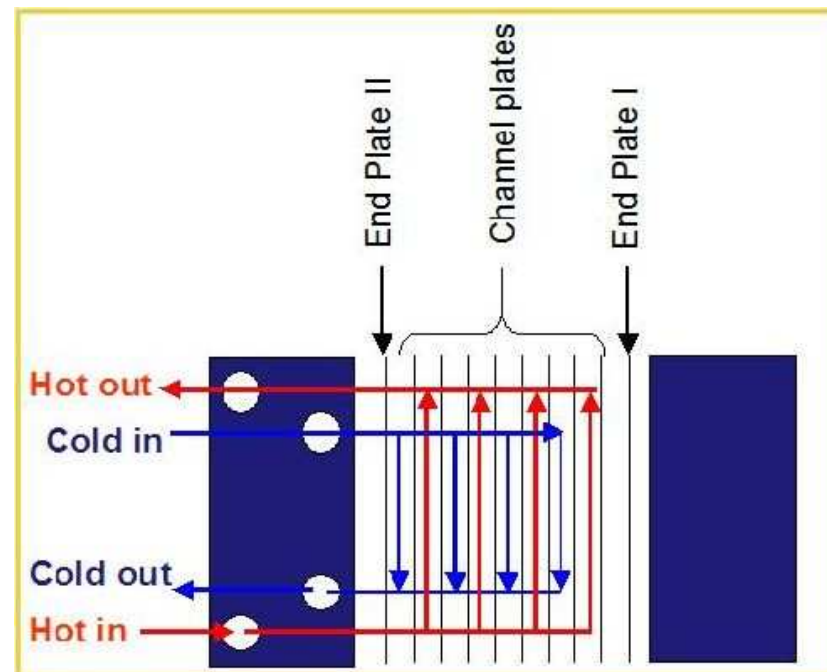 End Plate II
Channel plates
End Plate I
Hot out
Cold in
Cold out
Hot in